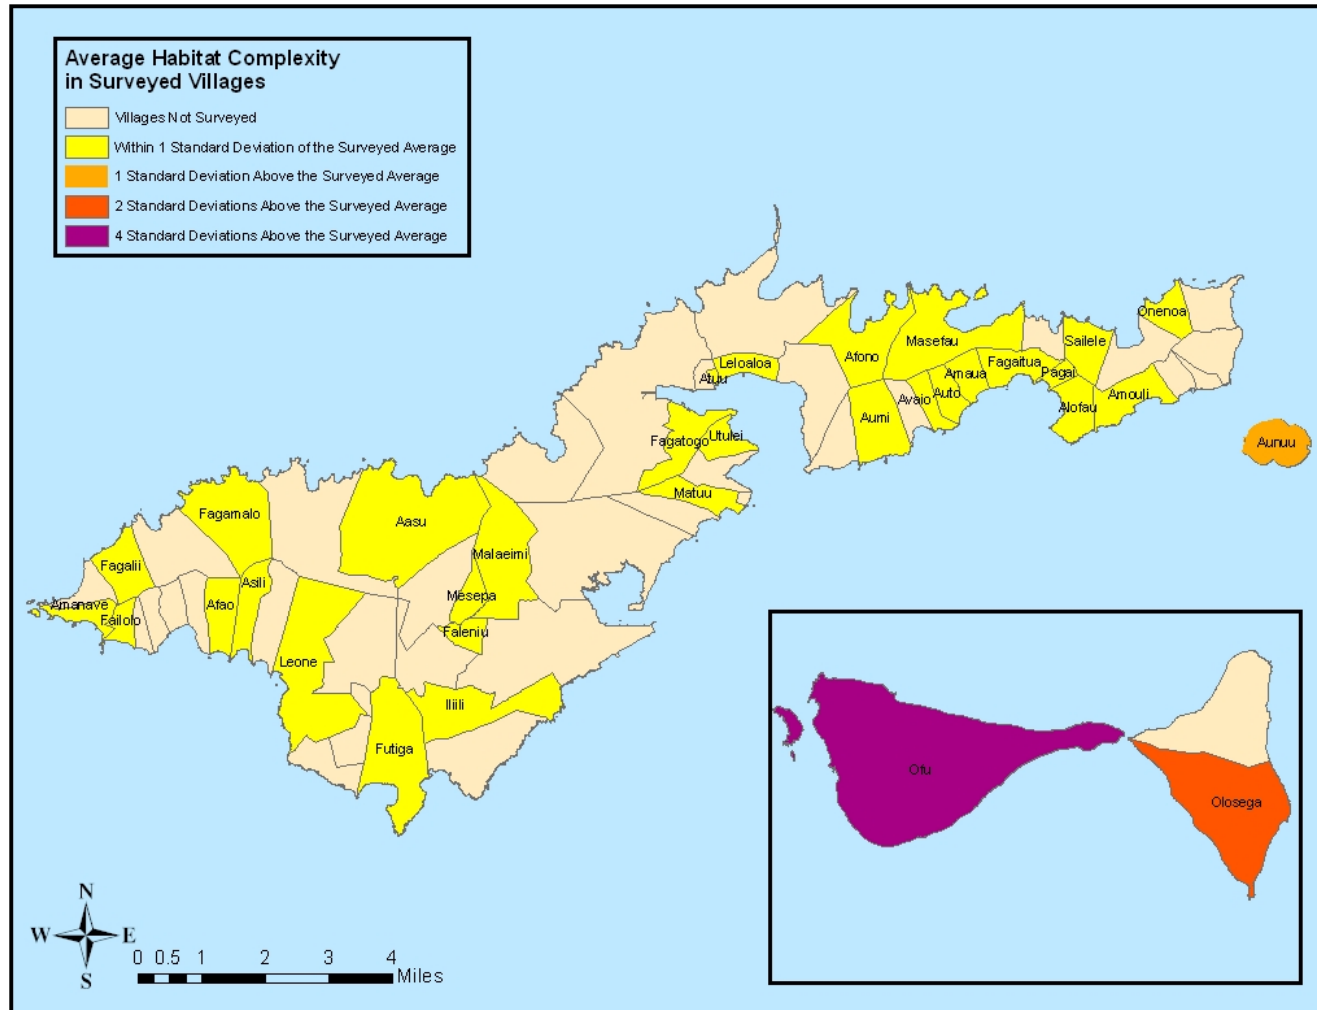 Average Habitat Complexity
in Surveyed Villages
Villages Not Surveyed
Within 1 Standard Deviation of the Surveyed Average
1 Standard Deviation Above the Surveyed Average
2 Standard Deviations Above the Surveyed Average
4 Standard Deviations Above the Surveyed Average
Onenoa
Masefau
Sailele
Afono
Leloaloa
Fagaitua
Amaua
Pagai
Atuu
Auto
Avaio
Amouli
Alofau
Aumi
Utulei
Fagatogo
Aunuu
Matuu
Fagamalo
Aasu
Malaeimi
Fagalii
Asili
Mesepa
Amanave
Afao
Failolo
Faleniu
Leone
Iliili
Futiga
Ofu
Olosega
N
W E
S
0 0.5 1 2 3 4
Miles